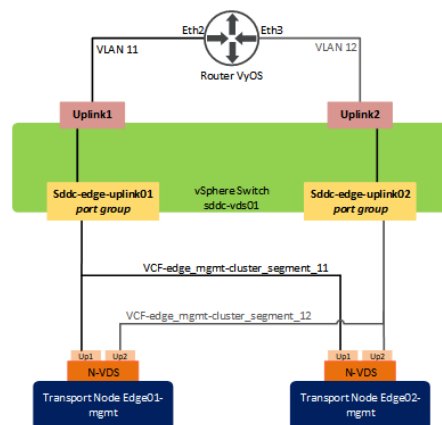 Eth2
Eth3
VLAN 11
VLAN 12
Router VyOS
Uplink1
Uplink2
vSphere Switch
sddc-vds01
Sddc-edge-uplink01
port group
Sddc-edge-uplink02
port group
VCF-edge_mgmt-cluster_segment_11
VCF-edge_mgmt-cluster_segment_12
Up1
Up2
Up1
Up2
N-VDS
N-VDS
Transport Node Edge01-
mgmt
Transport Node Edge02-
mgmt